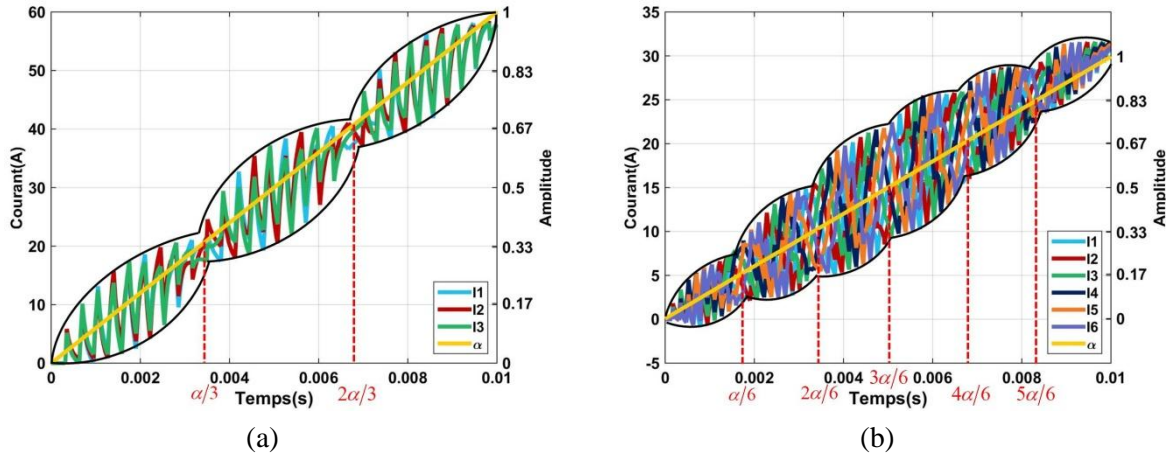 60
50
40
30
20
10
0
Courant(A)
1
0.83
0.67
0.5
0.33
0.17
0
Amplitude
I1
I2
I3
α
0
0.002
0.004
0.006
0.008
0.01
α/3
Temps(s)
2α/3
(a)
35
30
25
20
15
10
5
0
-5
Courant(A)
1
0.83
0.67
0.5
0.33
0.17
0
Amplitude
I1
I2
I3
I4
I5
I6
α
0
0.002
0.004
0.006
0.008
0.01
α/6
2α/6
3α/6
Temps(s)
4α/6
5α/6
(b)